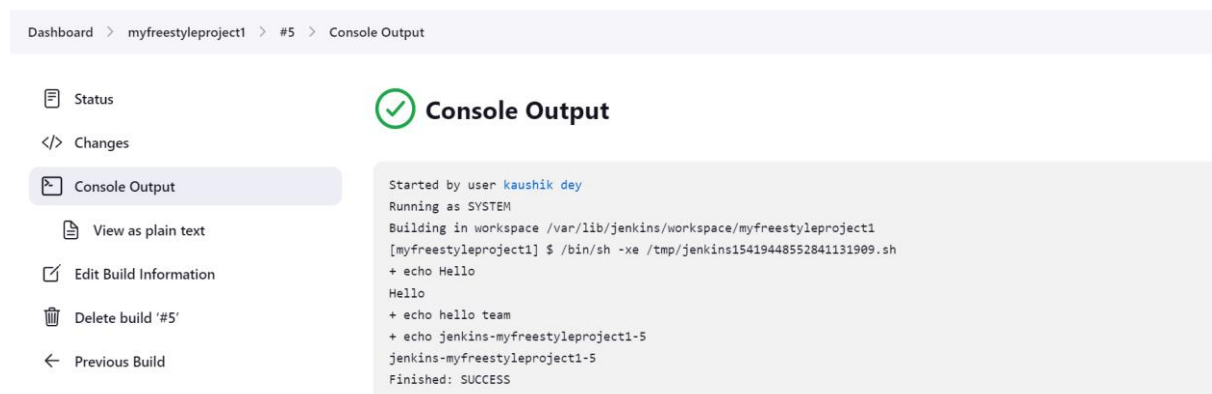 Dashboard > myfreestyleproject1 > #5 > Console Output
Status
Changes
Console Output
View as plain text
Edit Build Information
Delete build '#5'
Previous Build
Console Output
Started by user kaushik dey
Running as SYSTEM
Building in workspace /var/lib/jenkins/workspace/myfreestyleproject1
[myfreestyleproject1] $ /bin/sh -xe /tmp/jenkins15419448552841131909.sh
+ echo Hello
Hello
+ echo hello team
+ echo jenkins-myfreestyleproject1-5
jenkins-myfreestyleproject1-5
Finished: SUCCESS